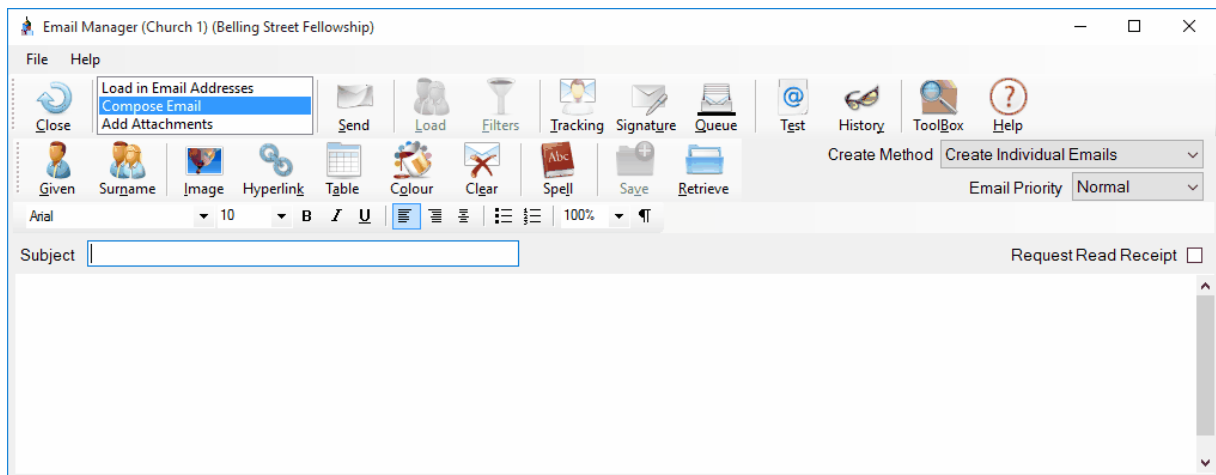 Email Manager (Church 1) (Belling Street Fellowship)
File Help
Load in Email Addresses
Compose Email
Add Attachments
Close Send Load Filters Tracking Signature Queue Test History ToolBox Help
Abc
Create Method Create Individual Emails
Given Surname Image Hyperlink Table Colour Clear Spell Save Retrieve
Email Priority Normal
Arial 10 B I U 100% ¶
Subject Request Read Receipt